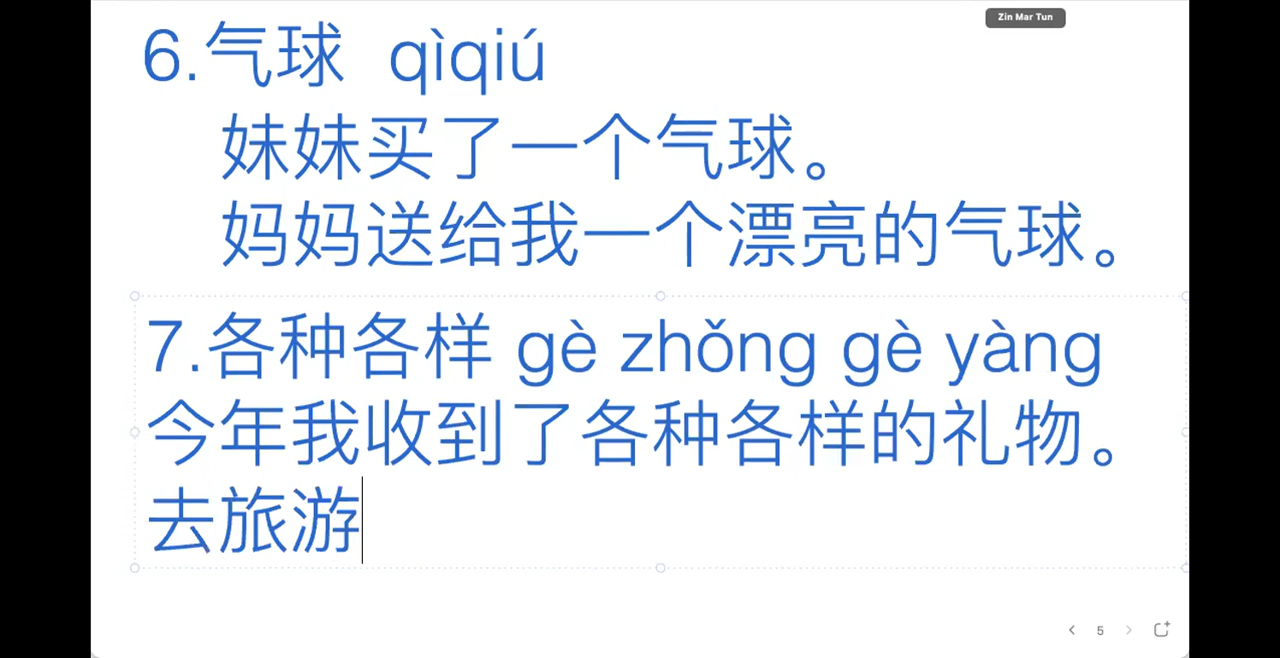 Zin Mar Tun
6.气球 qìqiú
妹妹买了一个气球。
妈妈送给我一个漂亮的气球。
7.各种各样 gè zhǒng gè yàng
今年我收到了各种各样的礼物。
去旅游
5